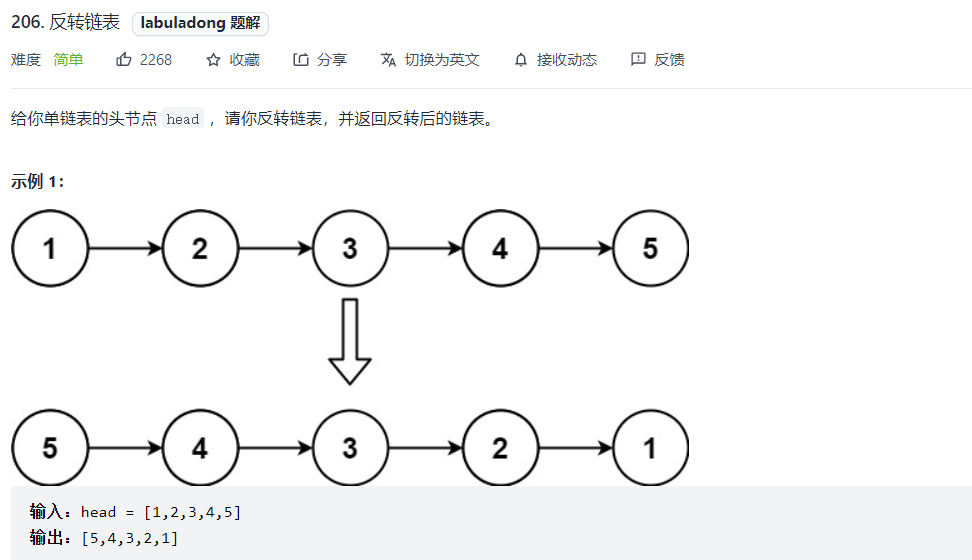 206. 反转链表 labuladong 题解
难度 简单 2268 收藏 分享 切换为英文 接收动态 反馈
给你单链表的头节点 head ，请你反转链表，并返回反转后的链表。
示例 1：
1 2 3 4 5
5 4 3 2 1
输入：head = [1,2,3,4,5]
输出：[5,4,3,2,1]